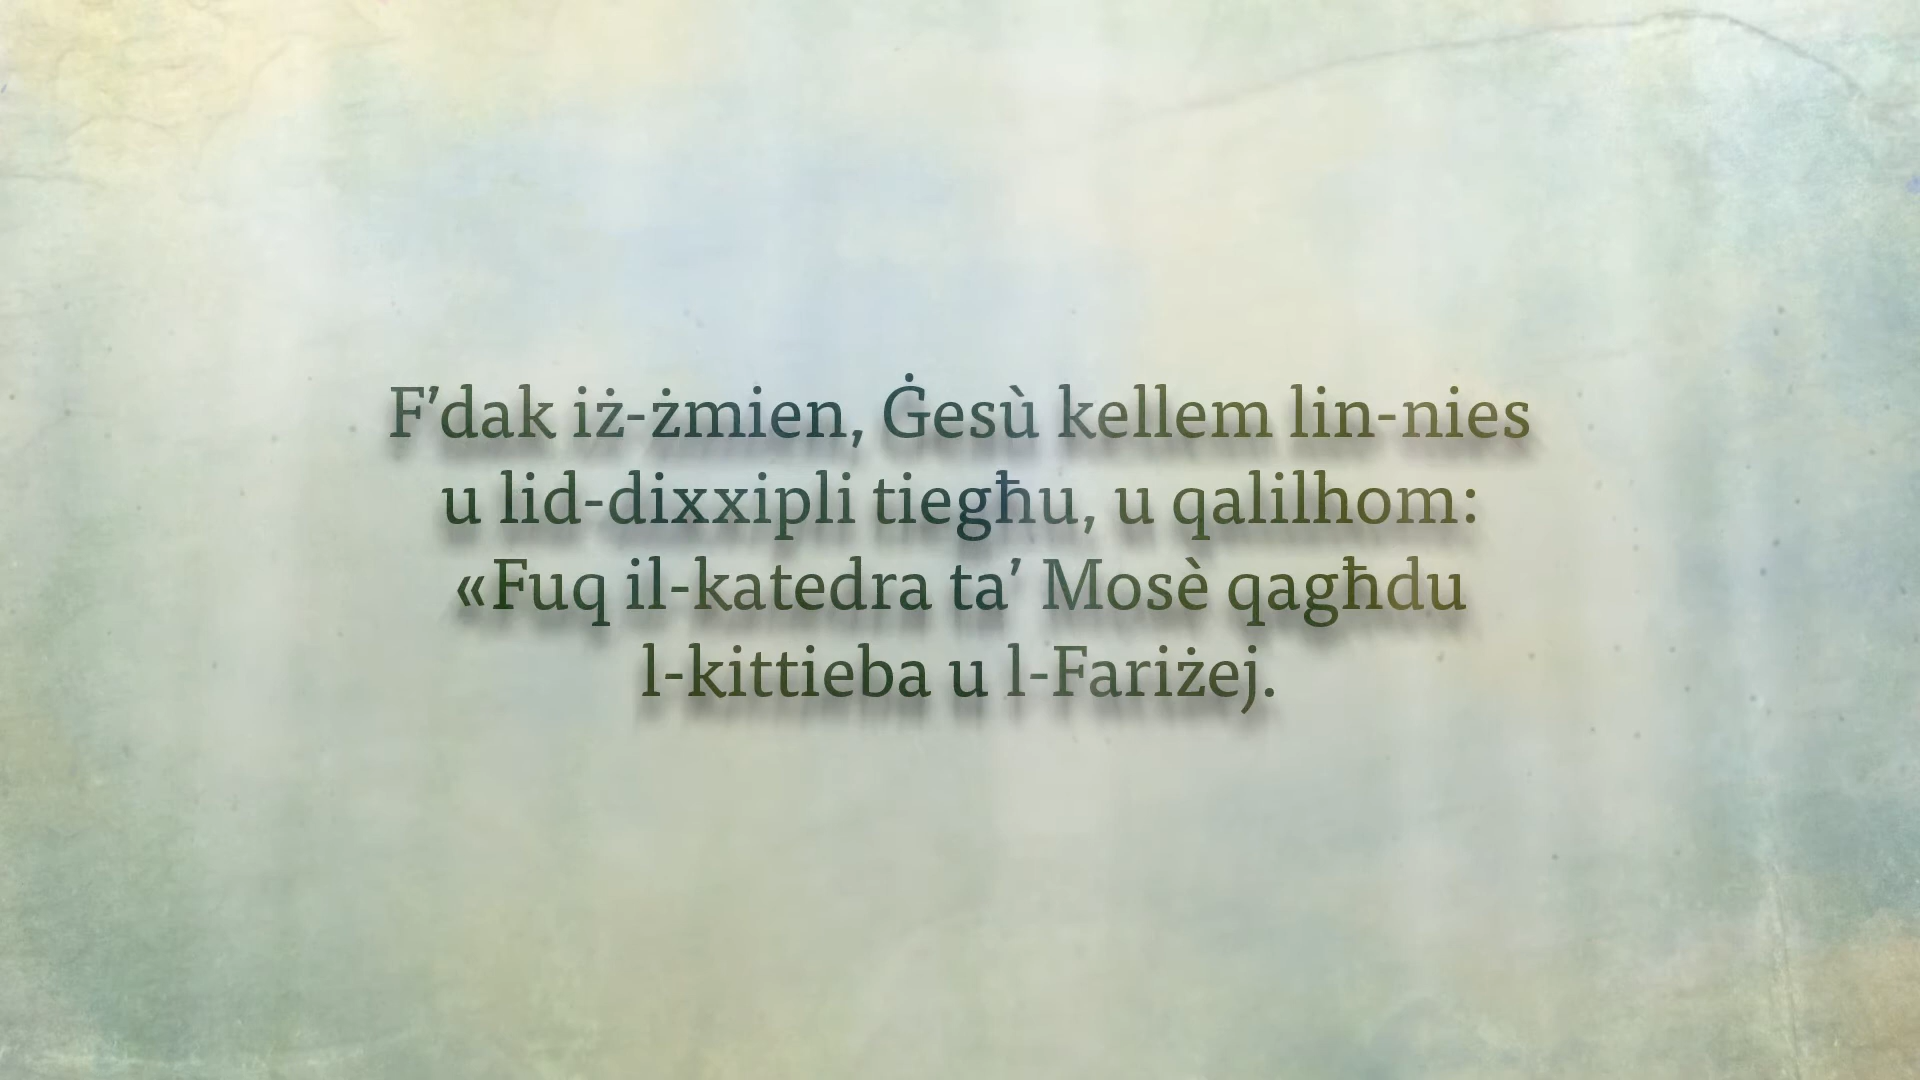 F’dak iż-żmien, Ġesù kellem lin-nies
u lid-dixxipli tiegħu, u qalilhom:
«Fuq il-katedra ta’ Mosè qagħdu
l-kittieba u l-Fariżej.